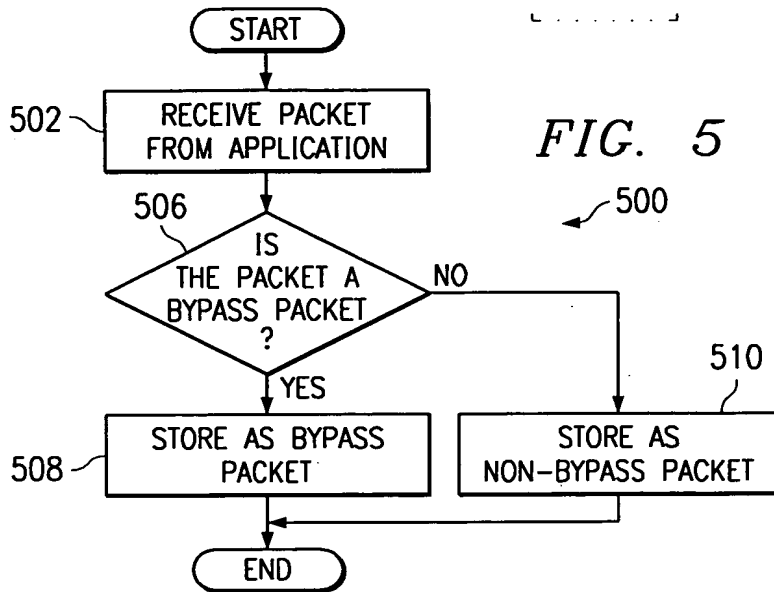 START
502
RECEIVE PACKET
FROM APPLICATION
FIG. 5
500
506
IS
THE PACKET A
BYPASS PACKET
?
NO
YES
510
508
STORE AS BYPASS
PACKET
STORE AS
NON-BYPASS PACKET
END